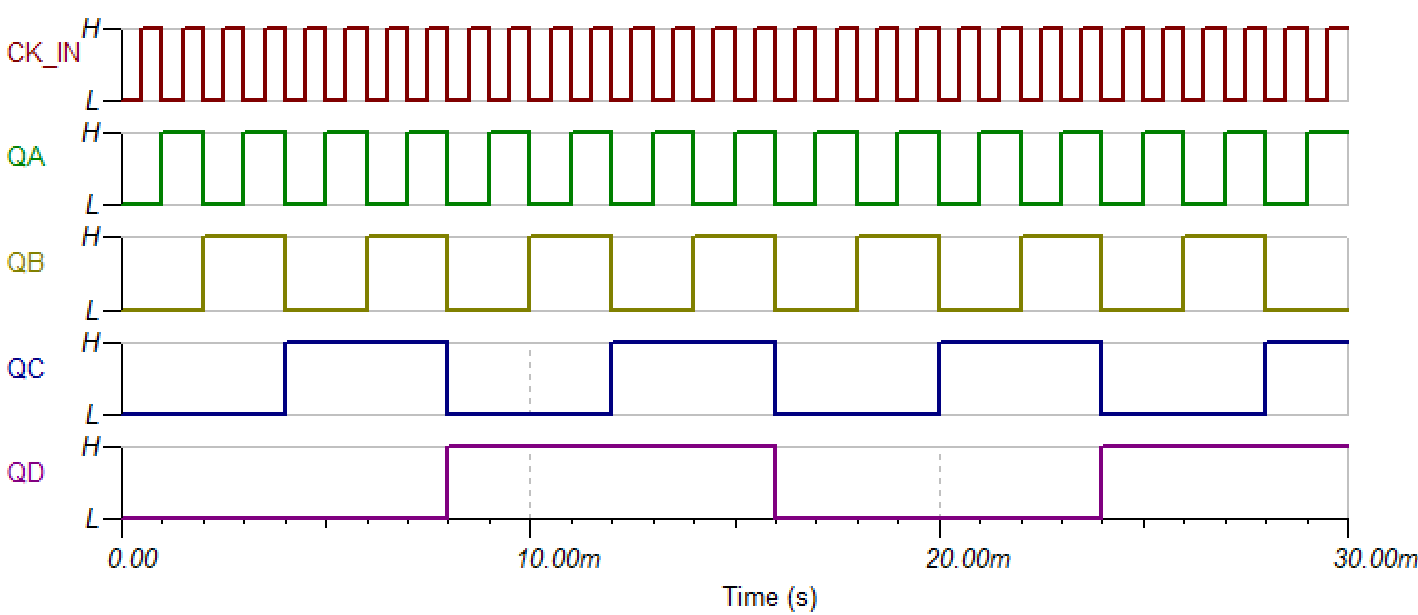 H
CK_IN
L
H
QA
L
H
QB
L
H
QC
L
H
QD
L
0.00 10.00m 20.00m 30.00m
Time (s)